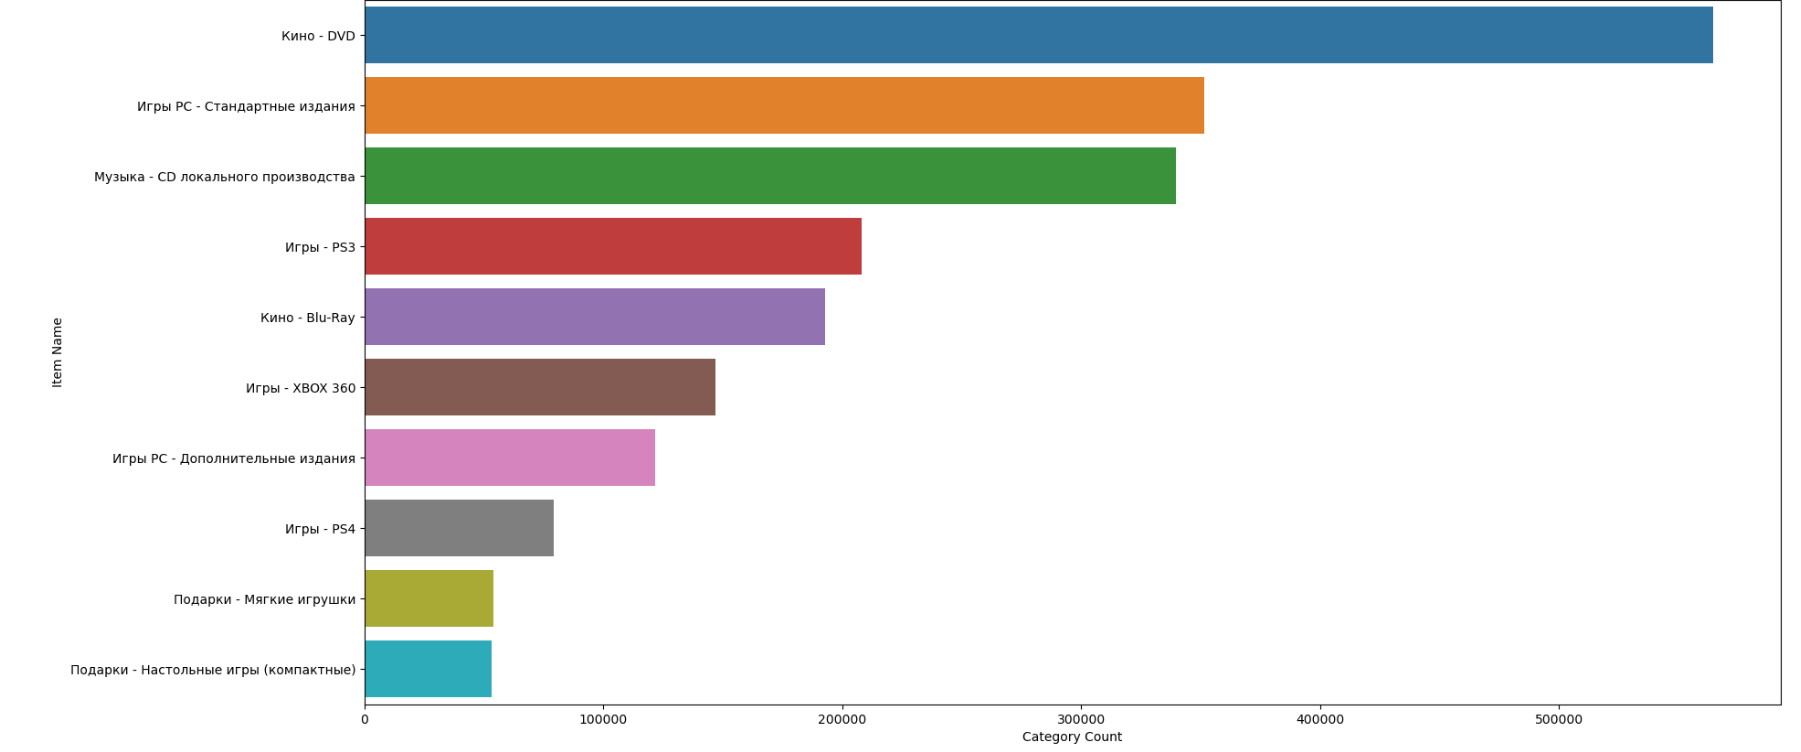 Кино - DVD
Игры PC - Стандартные издания
Музыка - CD локального производства
Игры - PS3
Кино - Blu-Ray
Игры - XBOX 360
Игры PC - Дополнительные издания
Игры - PS4
Подарки - Мягкие игрушки
Подарки - Настольные игры (компактные)
Item Name
0 100000 200000 300000 400000 500000
Category Count